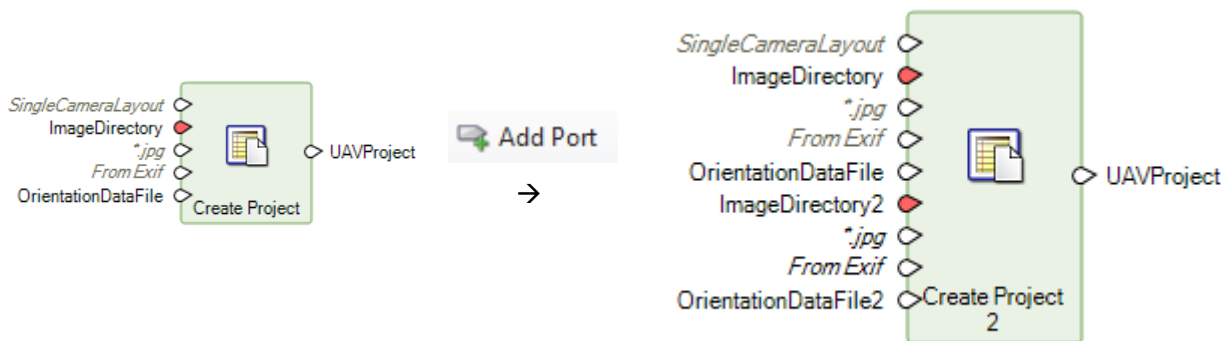 SingleCameraLayout
ImageDirectory
*.jpg
From Exif
OrientationDataFile
Create Project
UAVProject
Add Port
→
SingleCameraLayout
ImageDirectory
*.jpg
From Exif
OrientationDataFile
ImageDirectory2
*.jpg
From Exif
OrientationDataFile2
Create Project
2
UAVProject